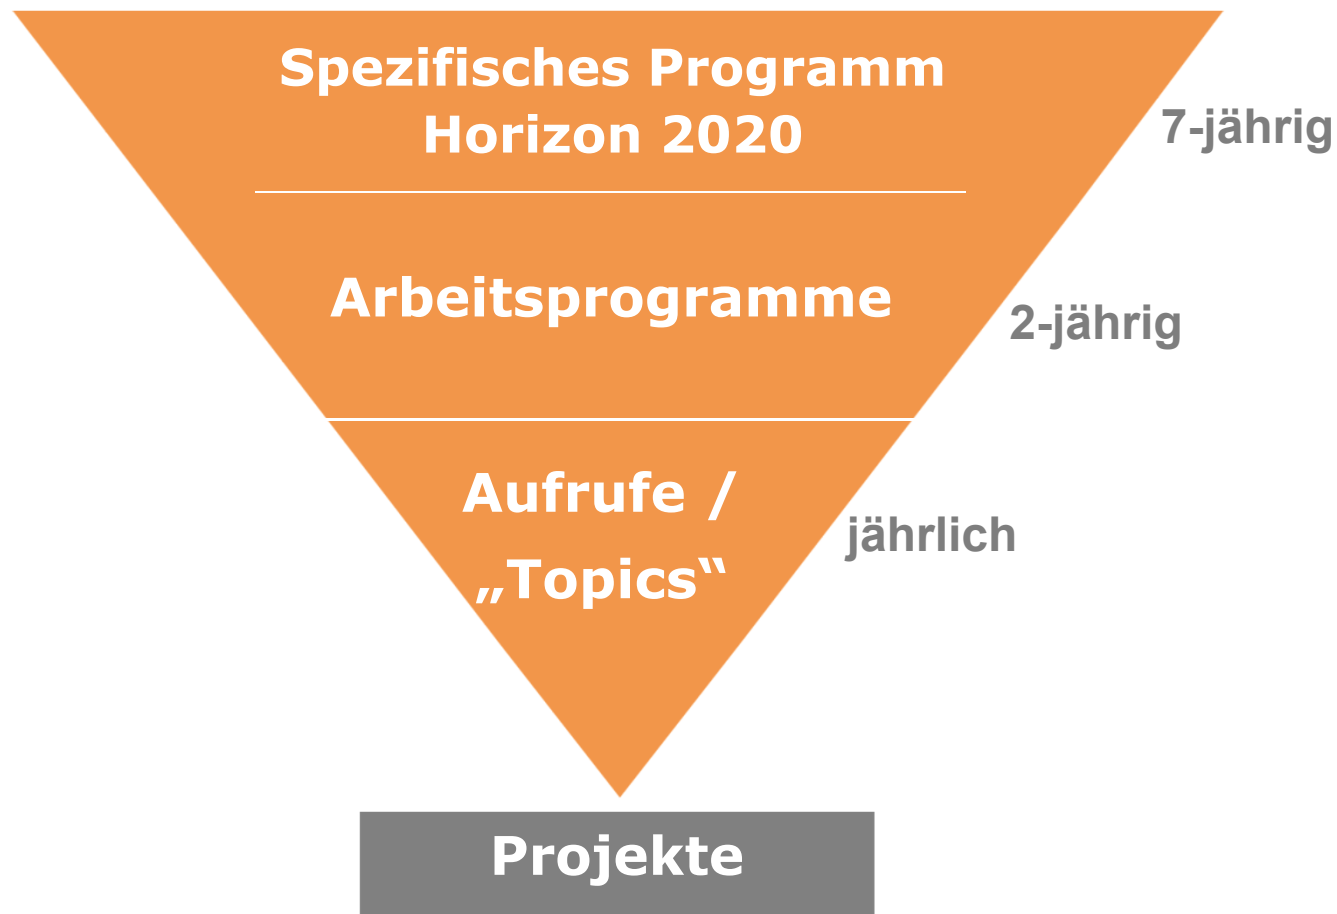 Spezifisches Programm
Horizon 2020
7-jährig
Arbeitsprogramme
2-jährig
Aufrufe /
„Topics“
jährlich
Projekte